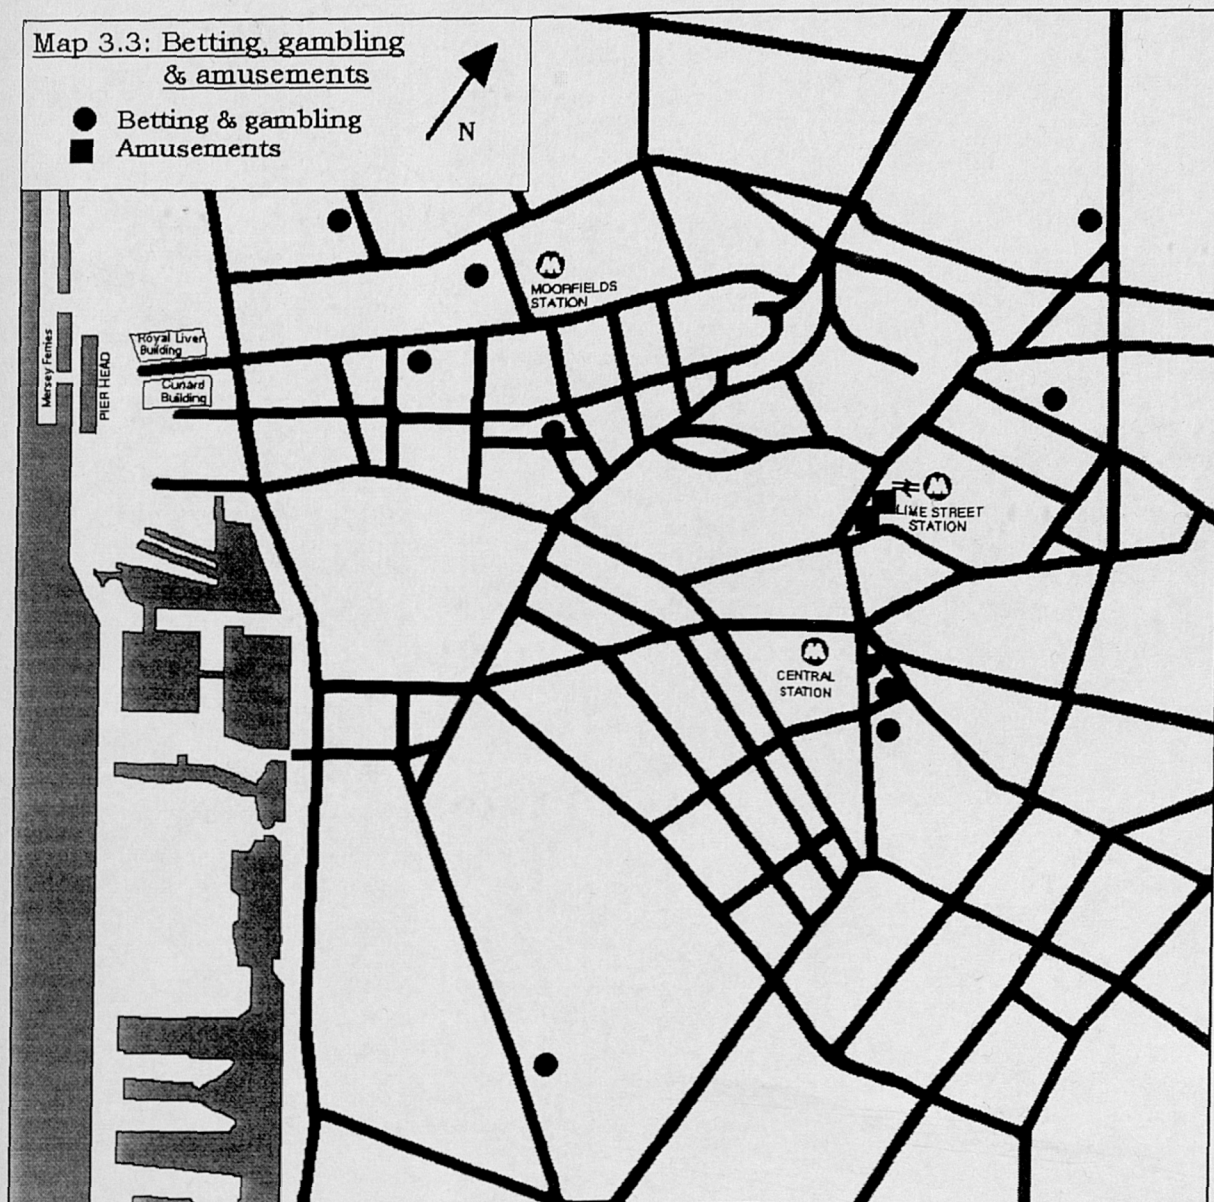 Map 3.3: Betting, gambling
& amusements
N
Betting & gambling
Amusements
M
MOORFIELDS
STATION
Royal Liver
Building
Cunard
Building
Mersey Ferries
PIER HEAD
M
LIME STREET
STATION
M
CENTRAL
STATION